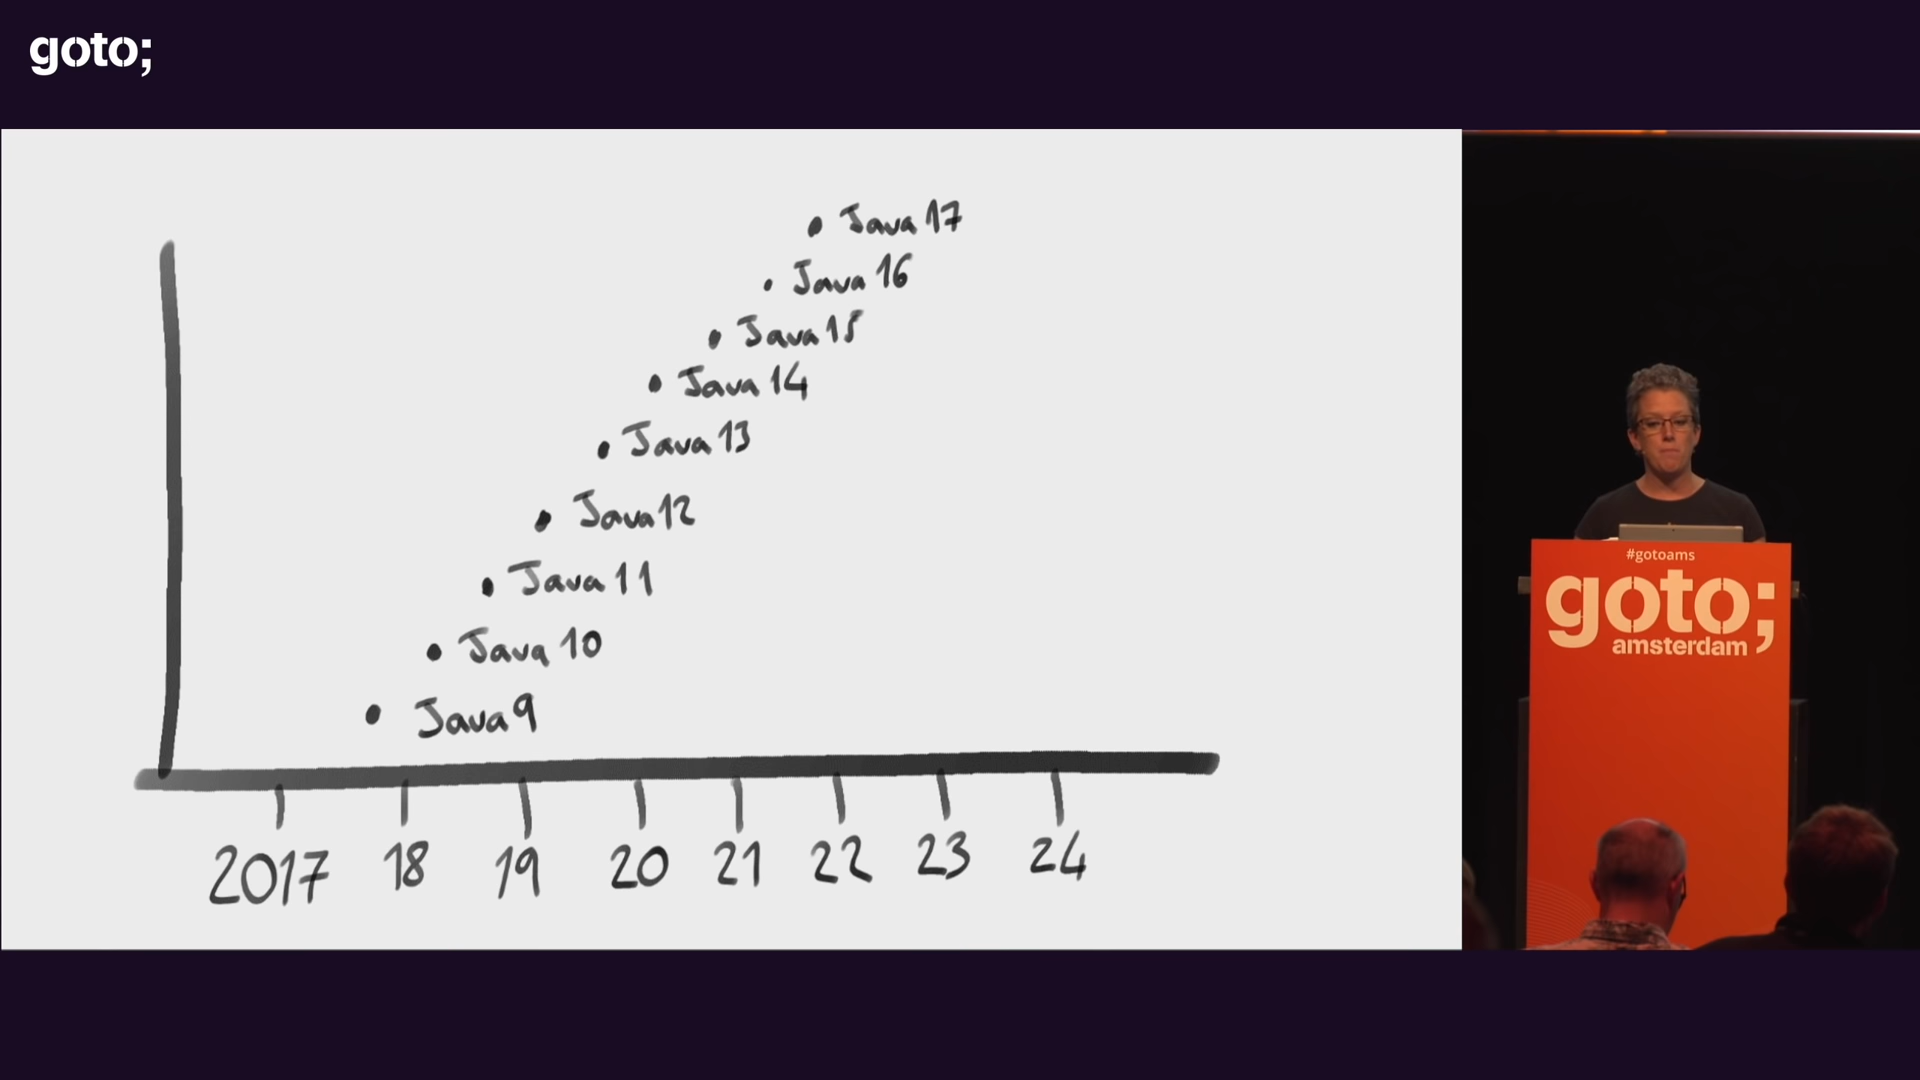 goto;
Java 17
Java 16
Java 15
Java 14
Java 13
Java 12
Java 11
Java 10
Java 9
2017 18 19 20 21 22 23 24
#gotoams
goto;
amsterdam